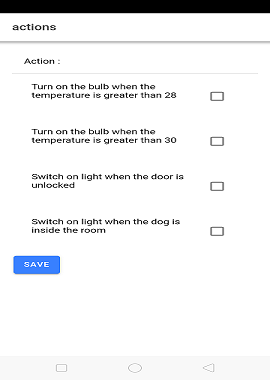 actions
Action :
Turn on the bulb when the
temperature is greater than 28
Turn on the bulb when the
temperature is greater than 30
Switch on light when the door is
unlocked
Switch on light when the dog is
inside the room
SAVE